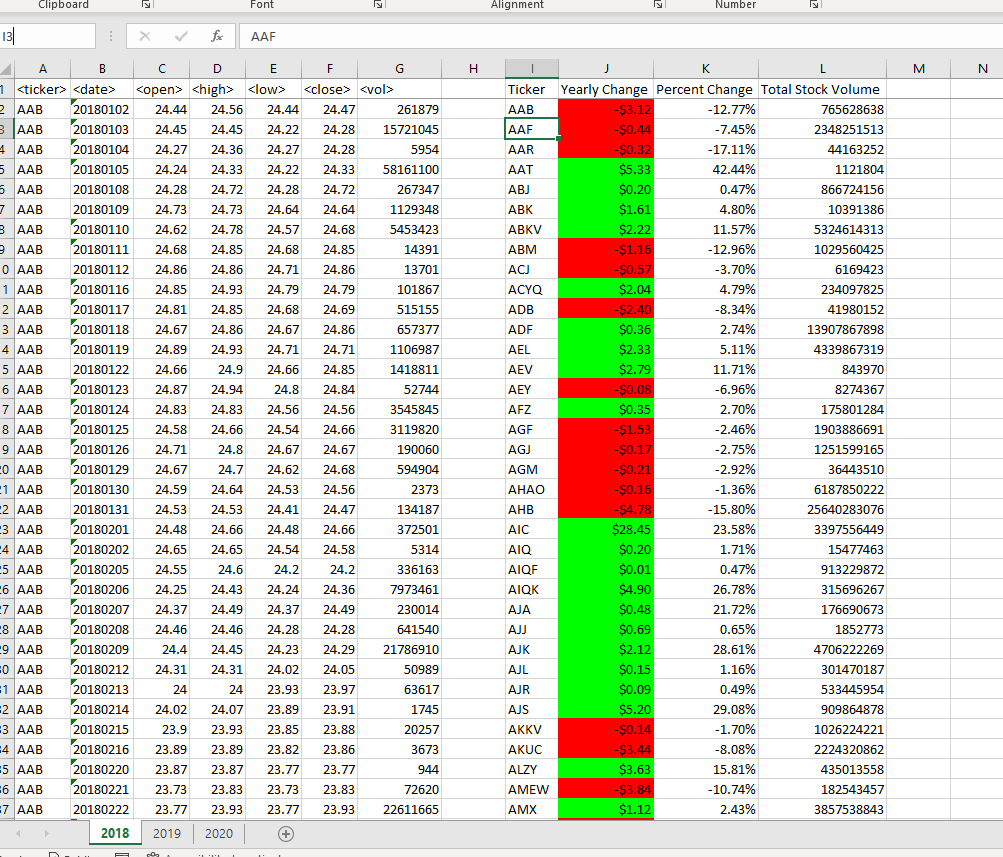 Clipboard Font Alignment Number
I3 fx AAF
A B C D E F G H I J K L M N
1 <ticker> <date> <open> <high> <low> <close> <vol> Ticker Yearly Change Percent Change Total Stock Volume
2 AAB 20180102 24.44 24.56 24.44 24.47 261879 AAB -$3.12 -12.77% 765628638
3 AAB 20180103 24.45 24.45 24.22 24.28 15721045 AAF -$0.44 -7.45% 2348251513
4 AAB 20180104 24.27 24.36 24.27 24.28 5954 AAR -$0.32 -17.11% 44163252
5 AAB 20180105 24.24 24.33 24.22 24.33 58161100 AAT $5.33 42.44% 1121804
6 AAB 20180108 24.28 24.72 24.28 24.72 267347 ABJ $0.20 0.47% 866724156
7 AAB 20180109 24.73 24.73 24.64 24.64 1129348 ABK $1.61 4.80% 10391386
8 AAB 20180110 24.62 24.78 24.57 24.68 5453423 ABKV $2.22 11.57% 5324614313
9 AAB 20180111 24.68 24.85 24.68 24.85 14391 ABM -$1.16 -12.96% 1029560425
0 AAB 20180112 24.86 24.86 24.71 24.86 13701 ACJ -$0.57 -3.70% 6169423
1 AAB 20180116 24.85 24.93 24.79 24.79 101867 ACYQ $2.04 4.79% 234097825
2 AAB 20180117 24.81 24.85 24.68 24.69 515155 ADB -$2.40 -8.34% 41980152
3 AAB 20180118 24.67 24.86 24.67 24.86 657377 ADF $0.36 2.74% 13907867898
4 AAB 20180119 24.89 24.93 24.71 24.71 1106987 AEL $2.33 5.11% 4339867319
5 AAB 20180122 24.66 24.9 24.66 24.85 1418811 AEV $2.79 11.71% 843970
6 AAB 20180123 24.87 24.94 24.8 24.84 52744 AEY -$0.08 -6.96% 8274367
7 AAB 20180124 24.83 24.83 24.56 24.56 3545845 AFZ $0.35 2.70% 175801284
8 AAB 20180125 24.58 24.66 24.54 24.66 3119820 AGF -$1.53 -2.46% 1903886691
9 AAB 20180126 24.71 24.8 24.67 24.67 190060 AGJ -$0.17 -2.75% 1251599165
20 AAB 20180129 24.67 24.7 24.62 24.68 594904 AGM -$0.21 -2.92% 36443510
21 AAB 20180130 24.59 24.64 24.53 24.56 2373 AHAO -$0.16 -1.36% 6187850222
22 AAB 20180131 24.53 24.53 24.41 24.47 134187 AHB -$4.78 -15.80% 25640283076
23 AAB 20180201 24.48 24.66 24.48 24.66 372501 AIC $28.45 23.58% 3397556449
24 AAB 20180202 24.65 24.65 24.54 24.58 5314 AIQ $0.20 1.71% 15477463
25 AAB 20180205 24.55 24.6 24.2 24.2 336163 AIQF $0.01 0.47% 913229872
26 AAB 20180206 24.25 24.43 24.24 24.36 7973461 AIQK $4.90 26.78% 315696267
27 AAB 20180207 24.37 24.49 24.37 24.49 230014 AJA $0.48 21.72% 176690673
28 AAB 20180208 24.46 24.46 24.28 24.28 641540 AJJ $0.69 0.65% 1852773
29 AAB 20180209 24.4 24.45 24.23 24.29 21786910 AJK $2.12 28.61% 4706222269
30 AAB 20180212 24.31 24.31 24.02 24.05 50989 AJL $0.15 1.16% 301470187
31 AAB 20180213 24 24 23.93 23.97 63617 AJR $0.09 0.49% 533445954
32 AAB 20180214 24.02 24.07 23.89 23.91 1745 AJS $5.20 29.08% 909864878
33 AAB 20180215 23.9 23.93 23.85 23.88 20257 AKKV -$0.14 -1.70% 1026224221
34 AAB 20180216 23.89 23.89 23.82 23.86 3673 AKUC -$3.44 -8.08% 2224320862
35 AAB 20180220 23.87 23.87 23.77 23.77 944 ALZY $3.63 15.81% 435013558
36 AAB 20180221 23.73 23.83 23.73 23.83 72620 AMEW -$3.84 -10.74% 182543457
37 AAB 20180222 23.77 23.93 23.77 23.93 22611665 AMX $1.12 2.43% 3857538843
2018 2019 2020